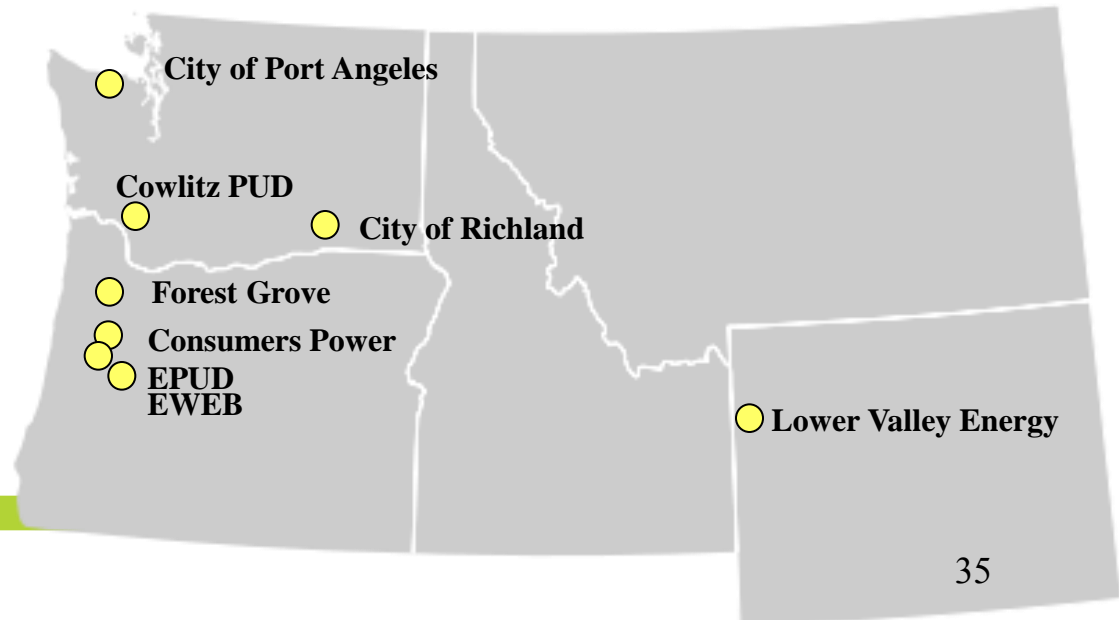 City of Port Angeles
Cowlitz PUD
City of Richland
Forest Grove
Consumers Power
EPUD
EWEB
Lower Valley Energy
35